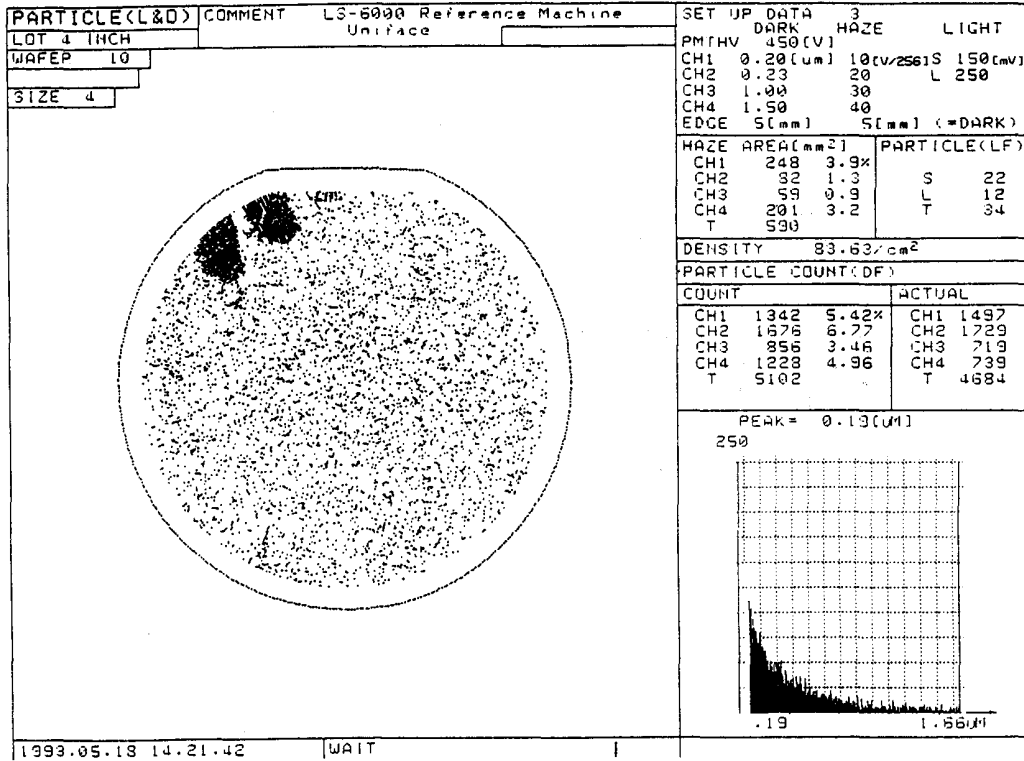 PARTICLE(L&D) COMMENT LS-6000 Reference Machine
Uniface
LOT 4 INCH
WAFER 10
SIZE 4
SET UP DATA 3
DARK HAZE LIGHT
PMTHV 450[V]
CH1 0.20[um] 10[V/256] S 150[mV]
CH2 0.23 20 L 250
CH3 1.00 30
CH4 1.50 40
EDGE 5[mm] 5[mm] (=DARK)
HAZE AREA[mm2] PARTICLE(LF)
CH1 248 3.9%
CH2 82 1.3 S 22
CH3 59 0.9 L 12
CH4 201 3.2 T 34
T 590
DENSITY 83.63/cm2
PARTICLE COUNT(DF)
COUNT ACTUAL
CH1 1342 5.42% CH1 1497
CH2 1676 6.77 CH2 1729
CH3 856 3.46 CH3 719
CH4 1228 4.96 CH4 739
T 5102 T 4684
PEAK= 0.19[uM]
250
.19 1.66uM
1993.05.18 14.21.42 WAIT